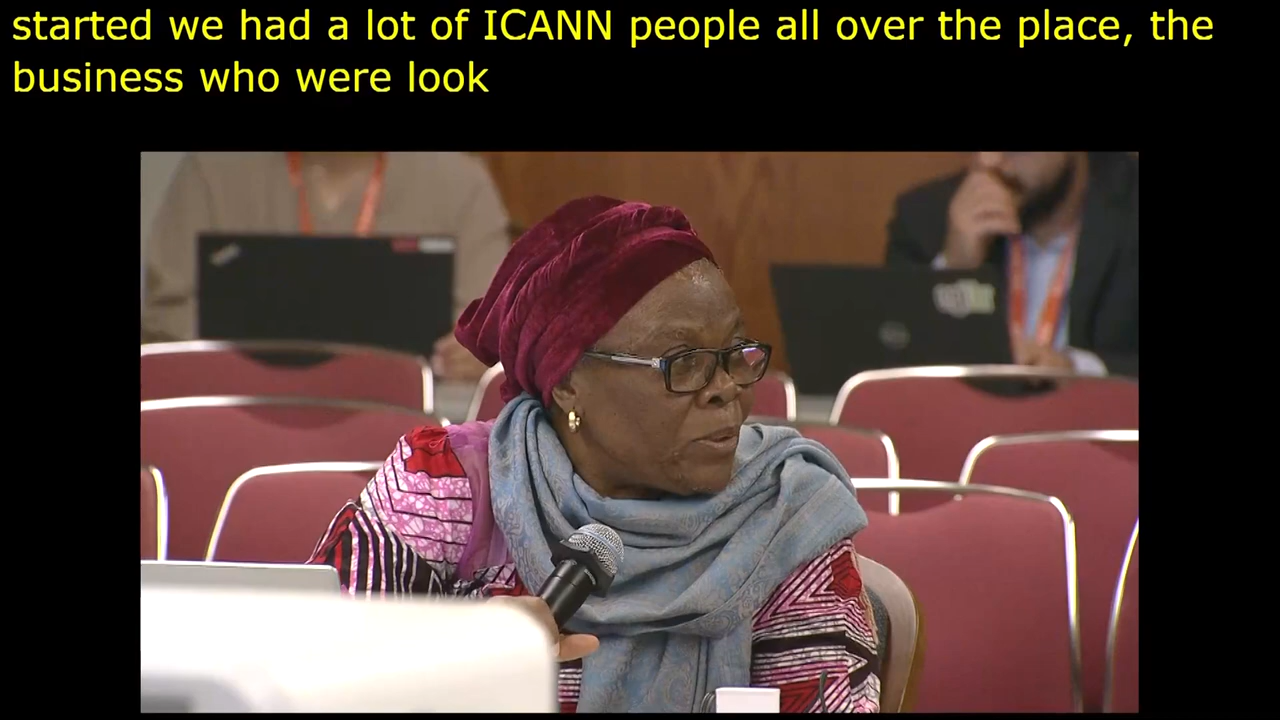 started we had a lot of ICANN people all over the place, the
business who were look